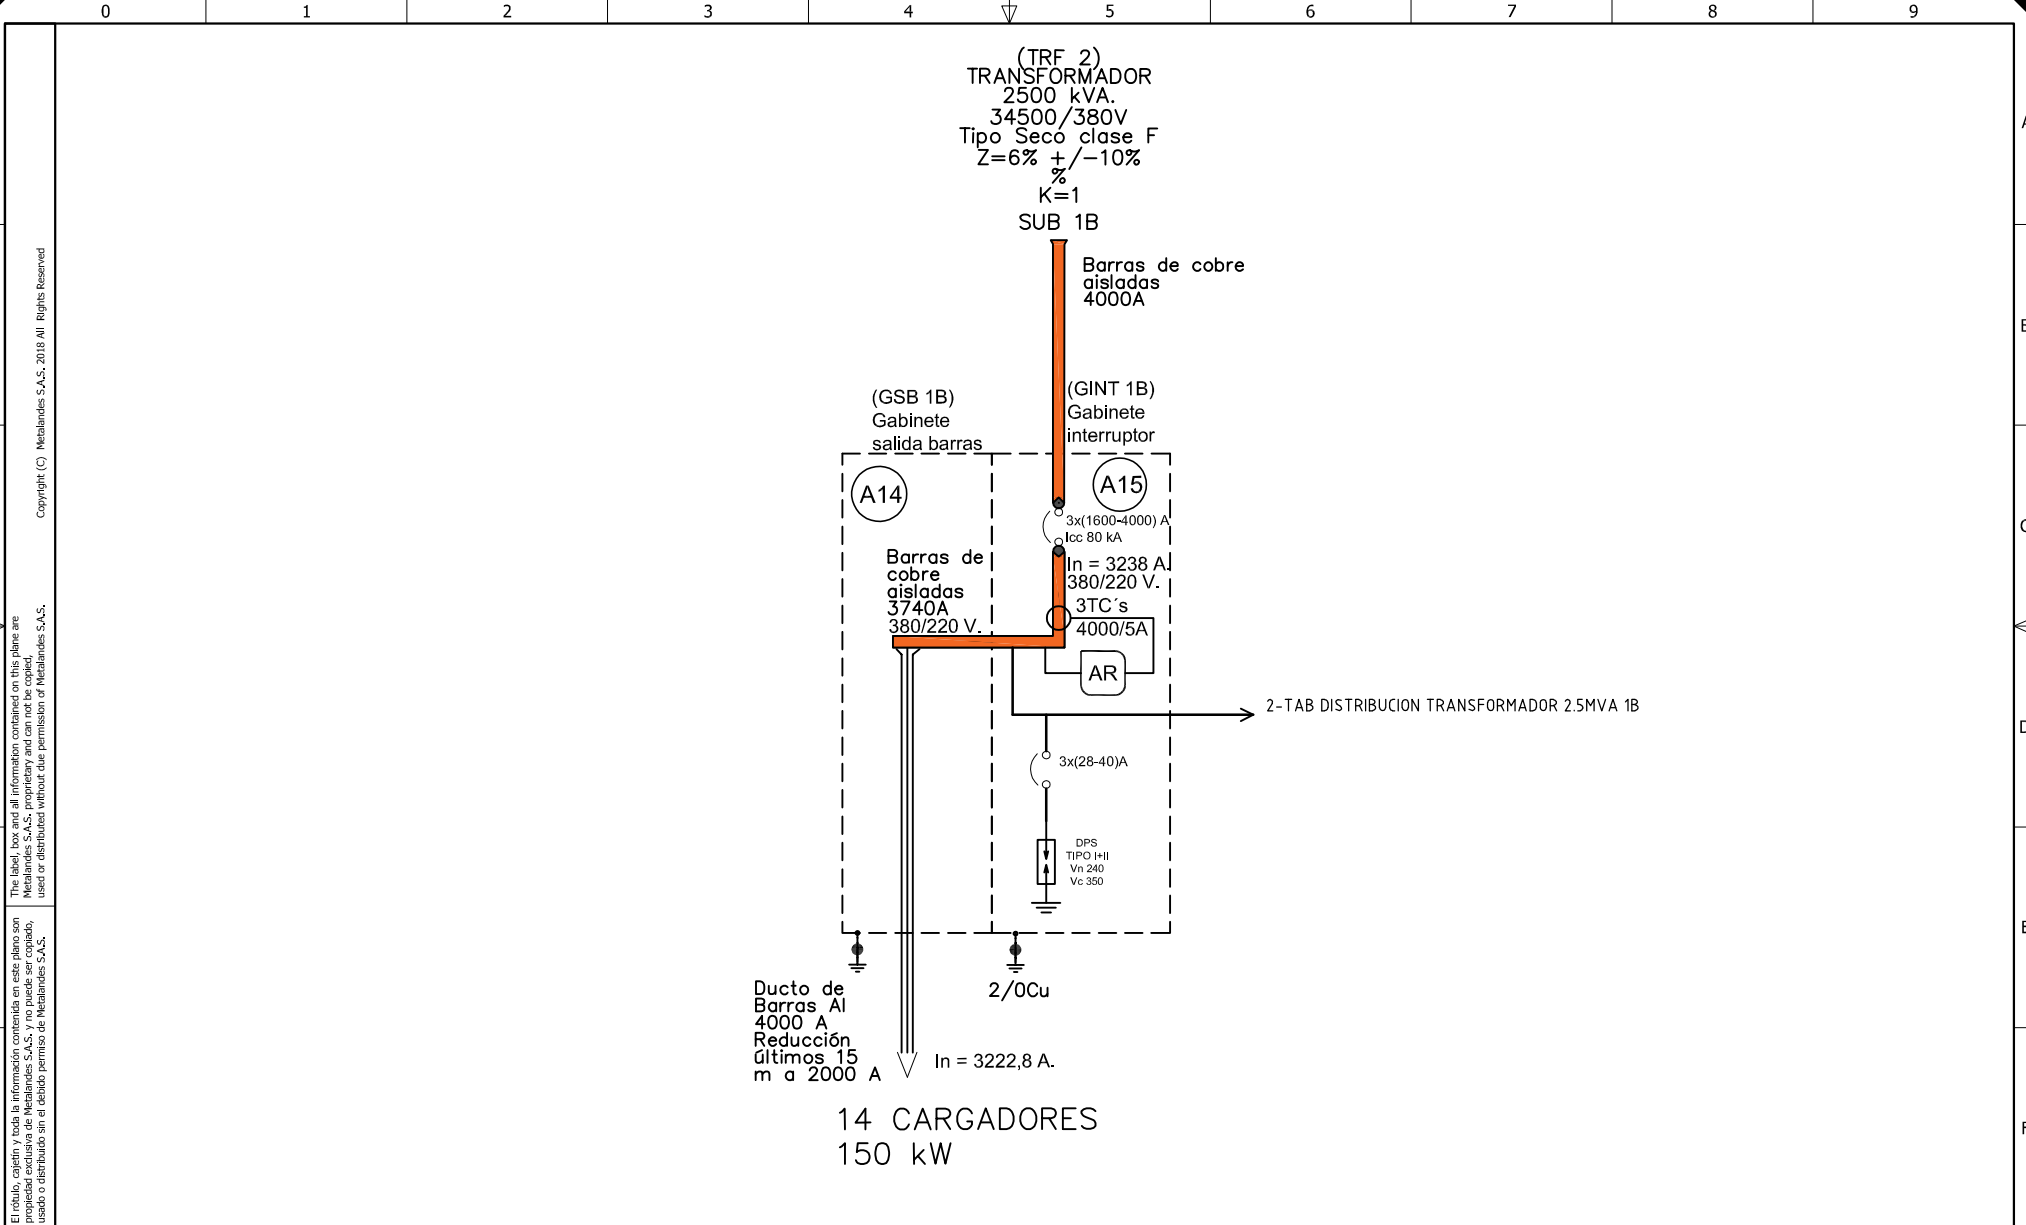 0 1 2 3 4 5 6 7 8 9
(TRF 2)
TRANSFORMADOR
2500 kVA.
34500/380V
Tipo Seco clase F
Z=6% +/-10%
%
K=1
SUB 1B
Barras de cobre
aisladas
4000A
(GSB 1B)
Gabinete
salida barras
(GINT 1B)
Gabinete
interruptor
A14
A15
3x(1600-4000) A
Icc 80 kA
In = 3238 A.
380/220 V.
Barras de
cobre
aisladas
3740A
380/220 V.
3TC´s
4000/5A
AR
2-TAB DISTRIBUCION TRANSFORMADOR 2.5MVA 1B
3x(28-40)A
DPS
TIPO I+II
Vn 240
Vc 350
2/0Cu
Ducto de
Barras Al
4000 A
Reducción
últimos 15
m a 2000 A
In = 3222,8 A.
14 CARGADORES
150 kW
Copyright (C) Metalandes S.A.S. 2018 All Rights Reserved
The label, box and all information contained on this plane are
Metalandes S.A.S. proprietary and can not be copied,
used or distributed without due permission of Metalandes S.A.S.
El rótulo, cajetín y toda la información contenida en este plano son
propiedad exclusiva de Metalandes S.A.S. y no puede ser copiado,
usado o distribuido sin el debido permiso de Metalandes S.A.S.